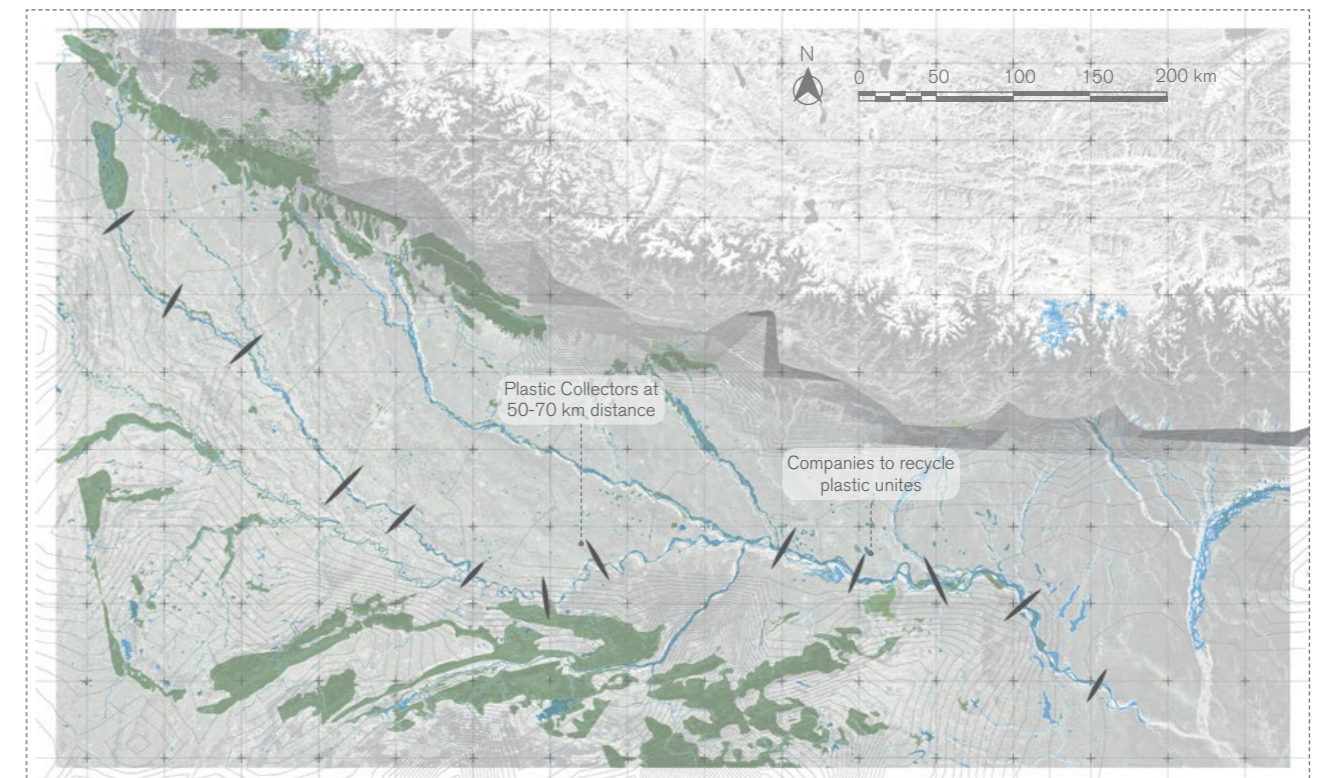 N
0 50 100 150 200 km
Plastic Collectors at
50-70 km distance
Companies to recycle
plastic unites